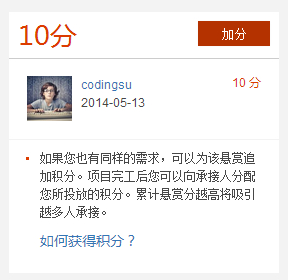 10分
加分
codingsu
10 分
2014-05-13
如果您也有同样的需求，可以为该悬赏追
加积分。项目完工后您可以向承接人分配
您所投放的积分。累计悬赏分越高将吸引
越多人承接。
如何获得积分？